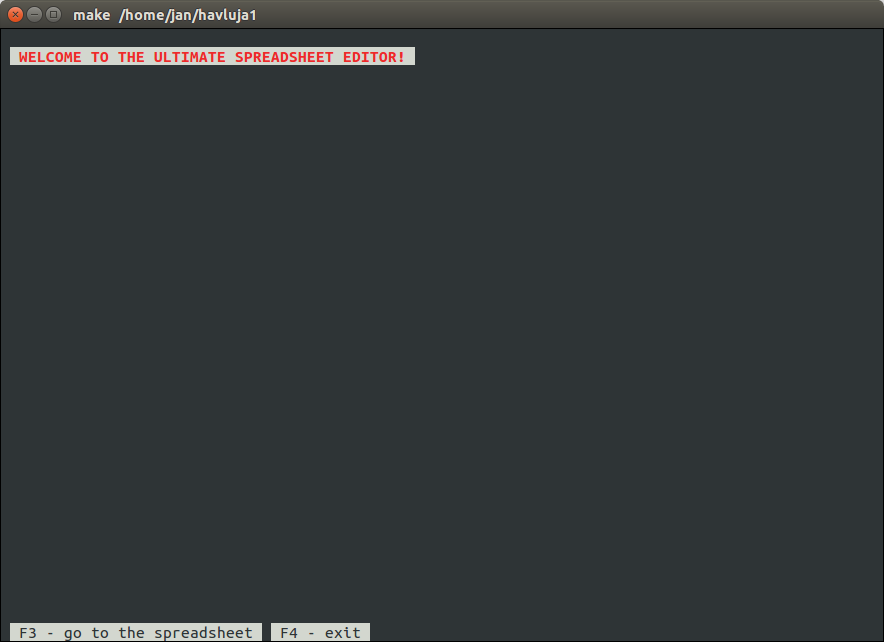 make /home/jan/havluja1
WELCOME TO THE ULTIMATE SPREADSHEET EDITOR!
F3 - go to the spreadsheet F4 - exit